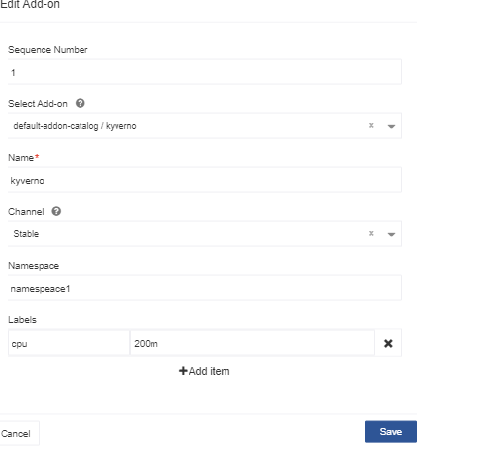 Edit Add-on
Sequence Number
1
Select Add-on
default-addon-catalog / kyverno
x
Name*
kyverno
Channel
Stable
x
Namespace
namespeace1
Labels
cpu 200m
Add item
Cancel Save